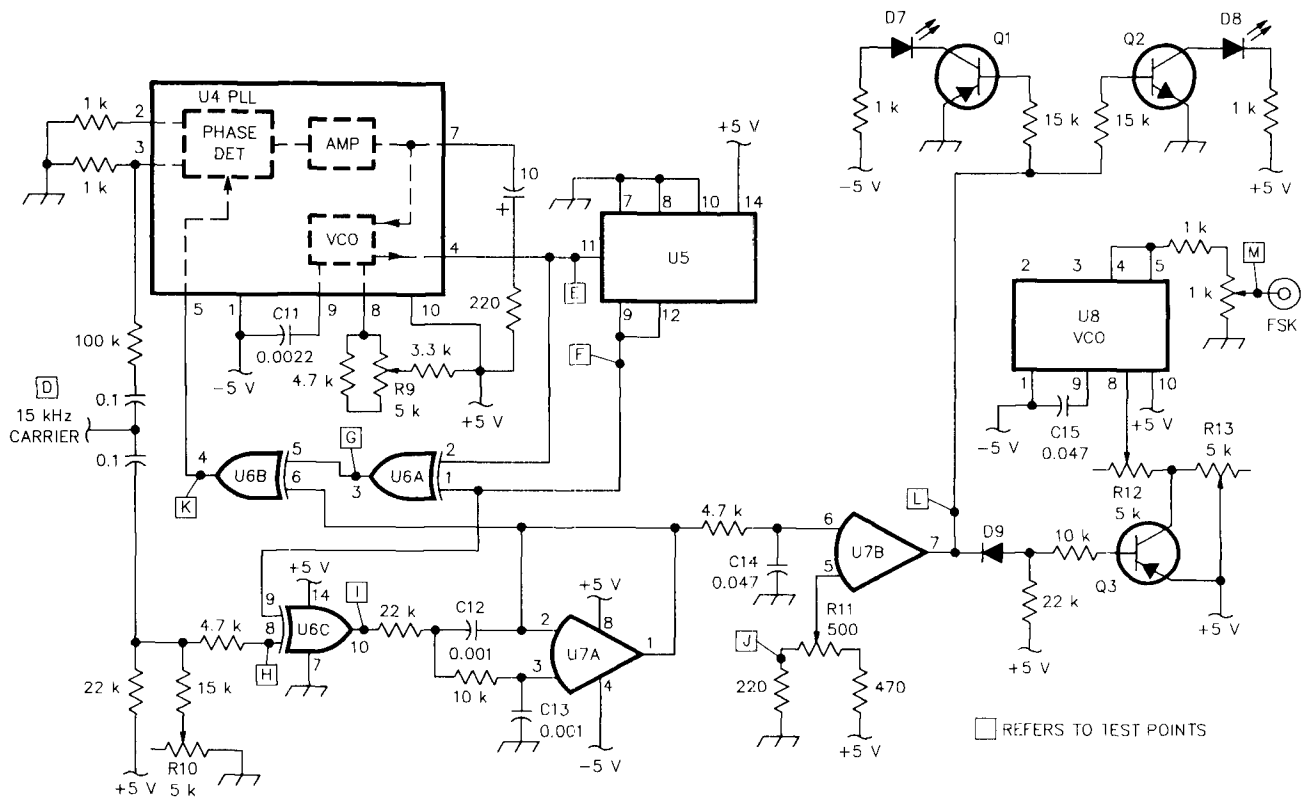 D7
Q1
Q2
D8
1 k
-5 V
15 k
15 k
1 k
+5 V
U4 PLL
PHASE
DET
AMP
VCO
1 k
2
3
1 k
7
10
+
4
5
1
9
8
10
C11
0.0022
-5 V
220
4.7 k
3.3 k
R9
5 k
+5 V
+5 V
7
8
10
14
11
U5
9
12
E
F
100 k
0.1
D
15 kHz
CARRIER
0.1
4
U6B
5
6
G
3
U6A
2
1
K
1 k
M
1 k
FSK
2
3
4
5
U8
VCO
1
9
8
10
-5 V
C15
0.047
+5 V
R13
5 k
R12
5 k
L
4.7 k
C14
0.047
6
U7B
7
5
D9
10 k
Q3
22 k
+5 V
+5 V
+5 V
14
9
8
U6C
10
7
I
22 k
C12
0.001
+5 V
2
8
U7A
1
3
4
10 k
C13
0.001
-5 V
4.7 k
H
22 k
15 k
R10
5 k
+5 V
R11
500
J
220
470
+5 V
REFERS TO TEST POINTS